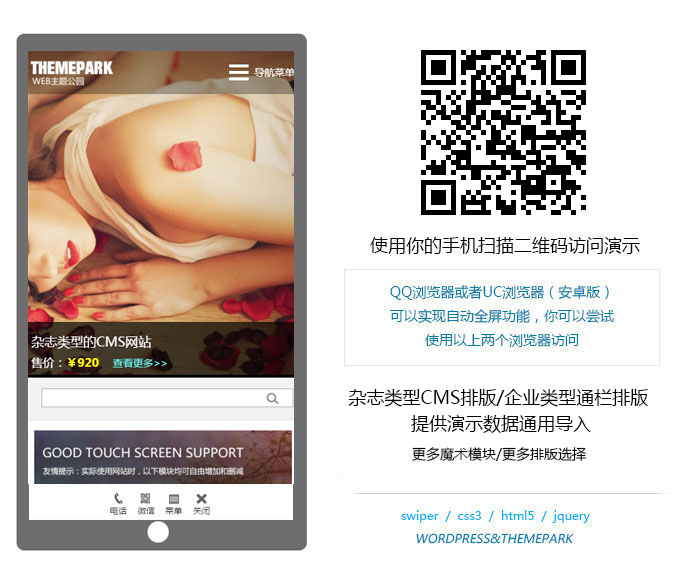 THEMEPARK
WEB主题公园
导航菜单
杂志类型的CMS网站
售价：￥920 查看更多>>
GOOD TOUCH SCREEN SUPPORT
友情提示：实际使用网站时，以下模块均可自由增加和删减
电话 微信 菜单 关闭
使用你的手机扫描二维码访问演示
QQ浏览器或者UC浏览器（安卓版）
可以实现自动全屏功能，你可以尝试
使用以上两个浏览器访问
杂志类型CMS排版/企业类型通栏排版
提供演示数据通用导入
更多魔术模块/更多排版选择
swiper / css3 / html5 / jquery
WORDPRESS&THEMEPARK